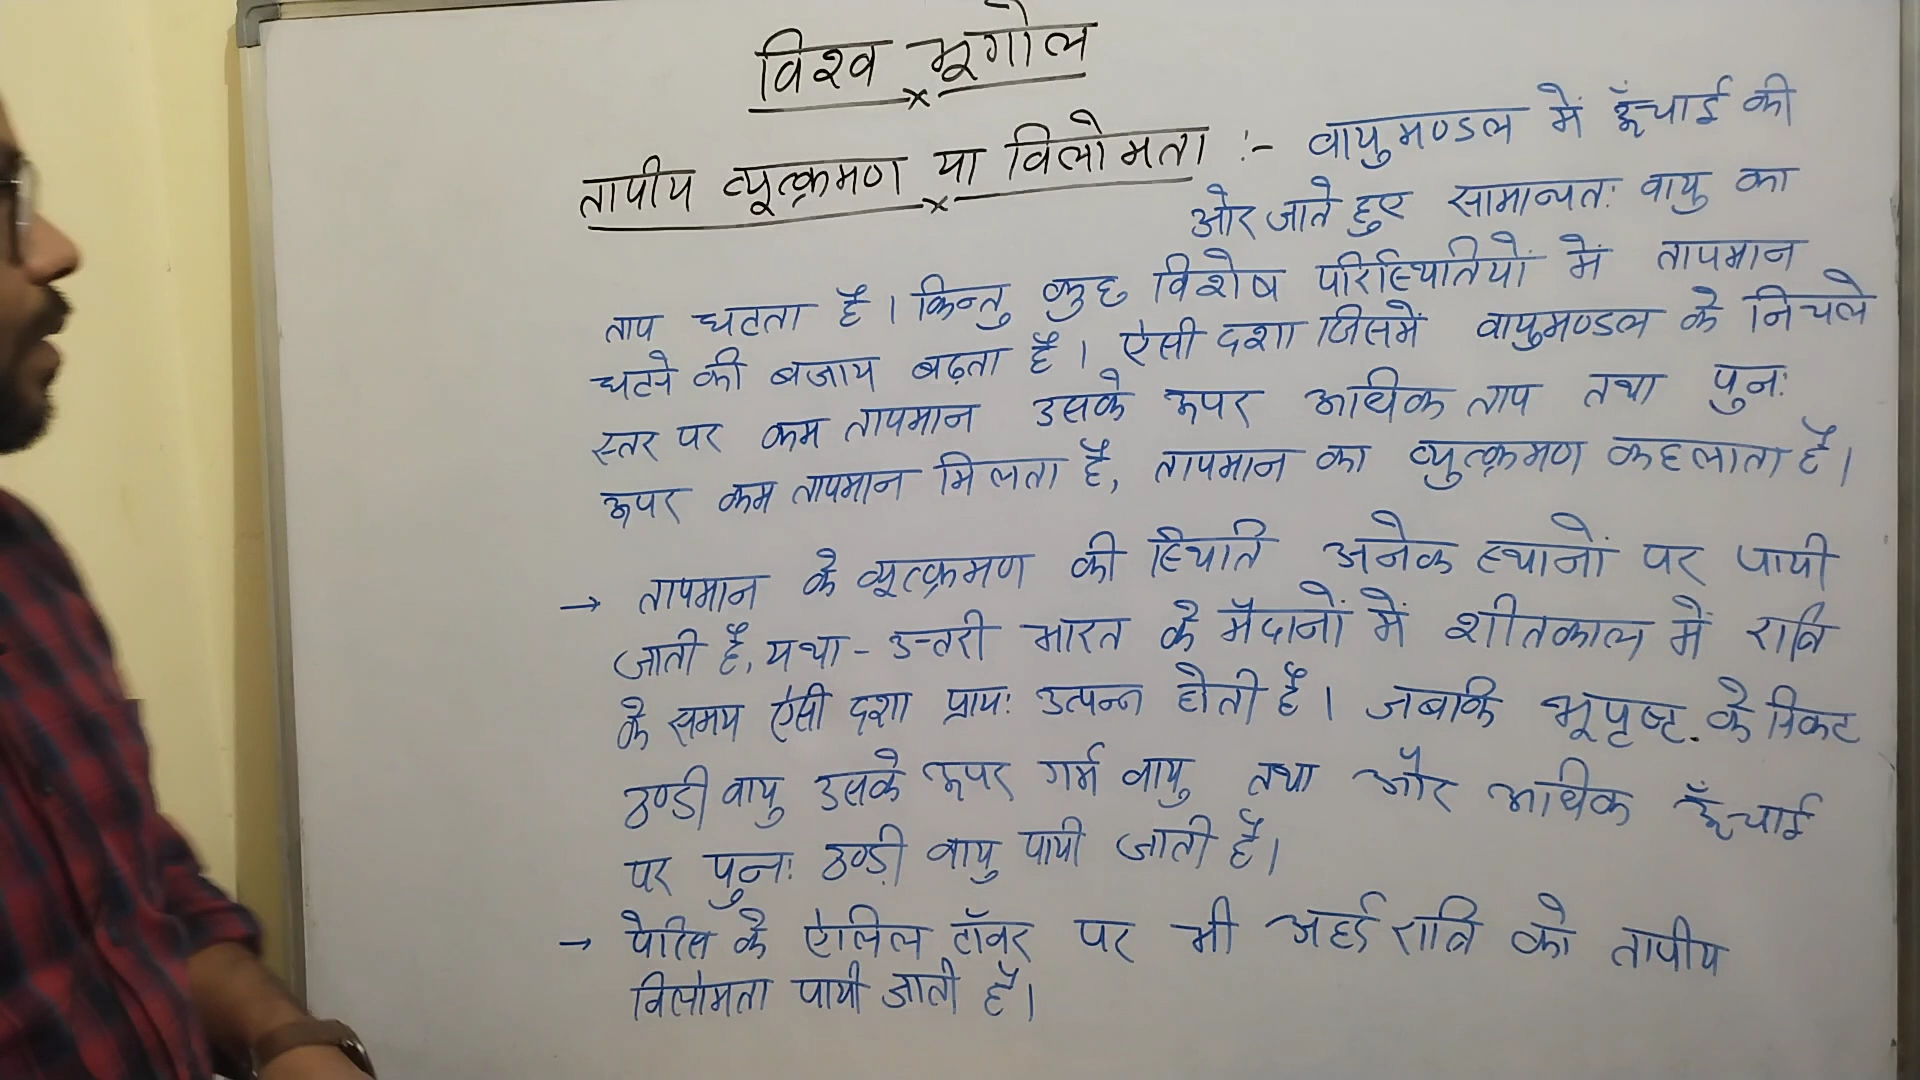 विश्व भूगोल
तापीय व्यूत्क्रमण या विलोमता :- वायुमण्डल में ऊँचाई की
ओर जाते हुए सामान्यतः वायु का
ताप घटता है। किन्तु कुछ विशेष परिस्थितियों में तापमान
घटने की बजाय बढ़ता है। ऐसी दशा जिसमें वायुमण्डल के निचले
स्तर पर कम तापमान उसके ऊपर अधिक ताप तथा पुनः
ऊपर कम तापमान मिलता है, तापमान का व्युत्क्रमण कहलाता है।
→ तापमान के व्यूत्क्रमण की स्थिति अनेक स्थानों पर पायी
जाती है, यथा - उत्तरी भारत के मैदानों में शीतकाल में रात्रि
के समय ऐसी दशा प्रायः उत्पन्न होती है। जबकि भूपृष्ट के निकट
ठण्डी वायु उसके ऊपर गर्म वायु तथा और अधिक ऊँचाई
पर पुनः ठण्ड़ी वायु पायी जाती है।
→ पेरिस के टॉवर पर भी अर्द्ध रात्रि को तापीय
विलोमता पायी जाती है।